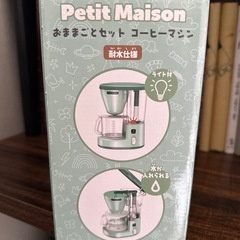 Petit Maison
おままごとセット コーヒーマシン
耐水仕様
ライト付
水が
入れられる